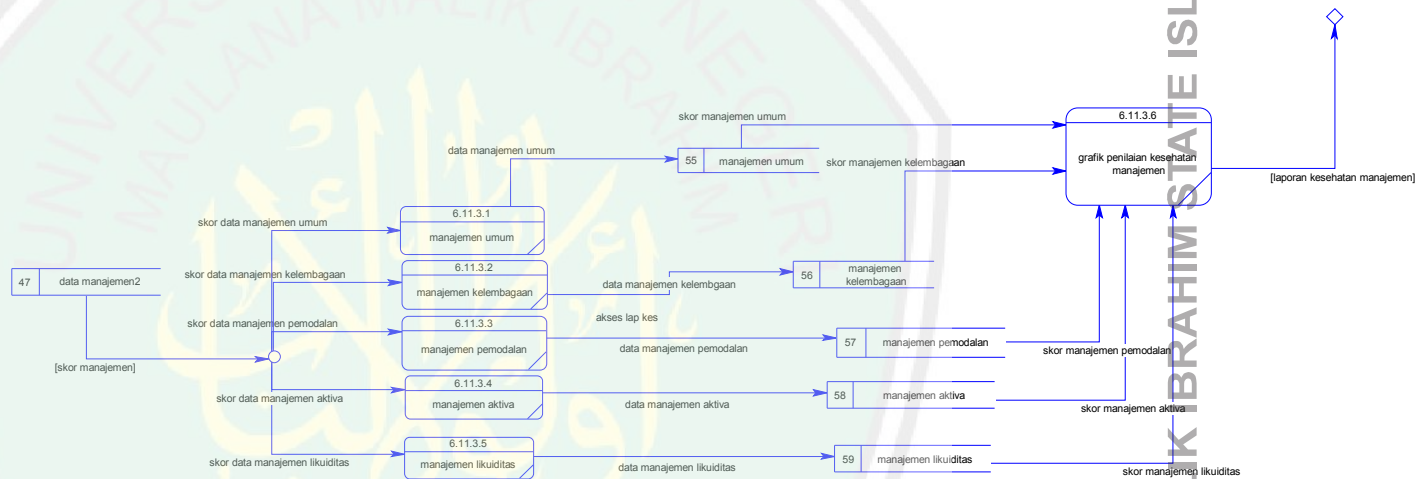 UNIVERS
NEGER
MAULANA MALIK IBRAHIM
IK IBRAHIM STATE ISL
skor manajemen umum
6.11.3.6
grafik penilaian kesehatan
manajemen
[laporan kesehatan manajemen]
data manajemen umum
55
manajemen umum
skor manajemen kelembagaan
6.11.3.1
manajemen umum
skor data manajemen umum
47
data manajemen2
skor data manajemen kelembagaan
6.11.3.2
manajemen kelembagaan
data manajemen kelembgaan
56
manajemen
kelembagaan
skor data manajemen pemodalan
6.11.3.3
manajemen pemodalan
akses lap kes
data manajemen pemodalan
57
manajemen pemodalan
skor manajemen pemodalan
[skor manajemen]
6.11.3.4
manajemen aktiva
skor data manajemen aktiva
data manajemen aktiva
58
manajemen aktiva
skor manajemen aktiva
6.11.3.5
manajemen likuiditas
skor data manajemen likuiditas
data manajemen likuiditas
59
manajemen likuiditas
skor manajemen likuiditas